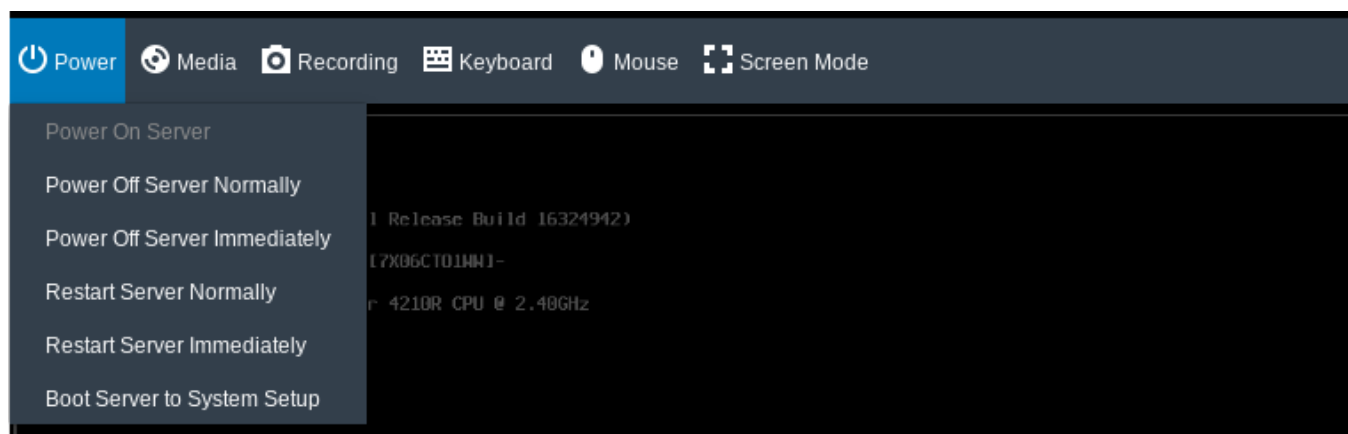 Power Media Recording Keyboard Mouse Screen Mode
Power On Server
Power Off Server Normally
Power Off Server Immediately
Restart Server Normally
Restart Server Immediately
Boot Server to System Setup
l Release Build 16324942)
[7X06CTO1WW]-
r 4210R CPU @ 2.40GHz